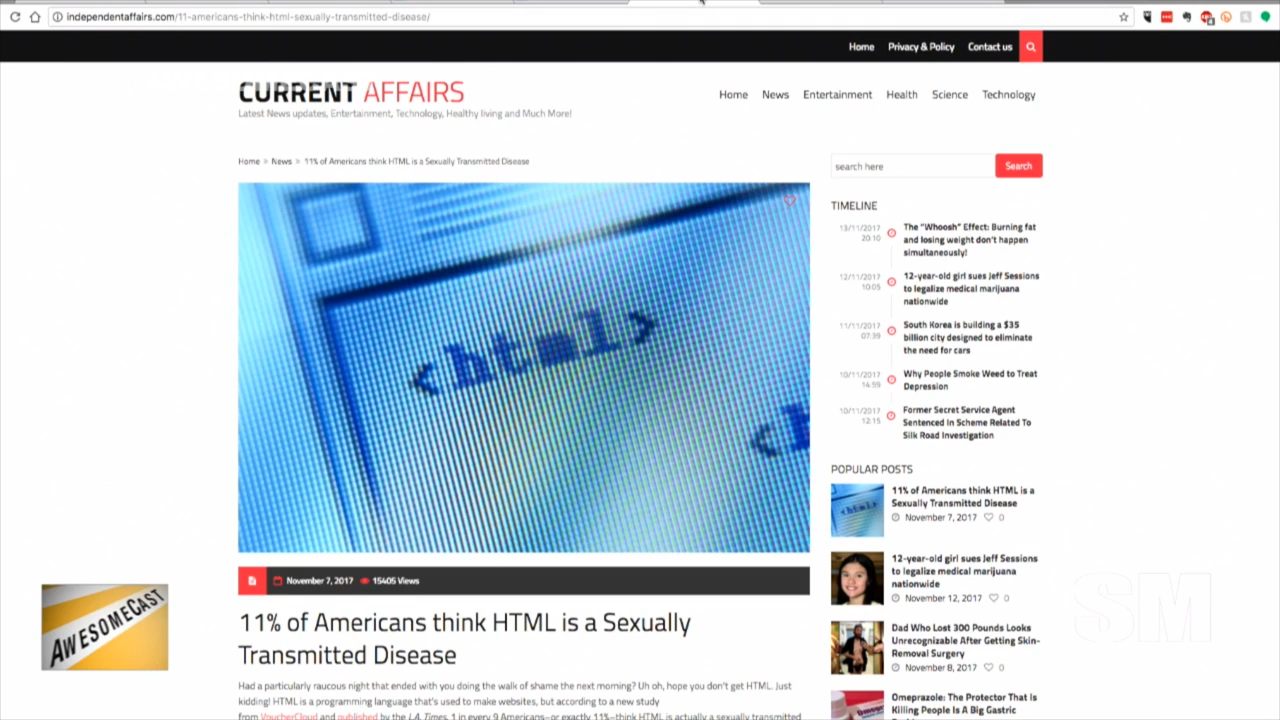 independentaffairs.com/11-americans-think-html-sexually-transmitted-disease/
Home Privacy & Policy Contact us
CURRENT AFFAIRS
Latest News updates, Entertainment, Technology, Healthy living and Much More!
Home News Entertainment Health Science Technology
Home » News » 11% of Americans think HTML is a Sexually Transmitted Disease
<html>
<h
November 7, 2017 15405 Views
11% of Americans think HTML is a Sexually
Transmitted Disease
Had a particularly raucous night that ended with you doing the walk of shame the next morning? Uh oh, hope you don't get HTML. Just
kidding! HTML is a programming language that's used to make websites, but according to a new study
from VoucherCloud and published by the L.A. Times, 1 in every 9 Americans–or exactly 11%–think HTML is actually a sexually transmitted
search here Search
TIMELINE
13/11/2017
20:10
The "Whoosh" Effect: Burning fat
and losing weight don't happen
simultaneously!
12/11/2017
10:05
12-year-old girl sues Jeff Sessions
to legalize medical marijuana
nationwide
11/11/2017
07:39
South Korea is building a $35
billion city designed to eliminate
the need for cars
10/11/2017
14:59
Why People Smoke Weed to Treat
Depression
10/11/2017
12:15
Former Secret Service Agent
Sentenced In Scheme Related To
Silk Road Investigation
POPULAR POSTS
<html>
11% of Americans think HTML is a
Sexually Transmitted Disease
November 7, 2017 0
12-year-old girl sues Jeff Sessions
to legalize medical marijuana
nationwide
November 12, 2017 0
Dad Who Lost 300 Pounds Looks
Unrecognizable After Getting Skin-
Removal Surgery
November 8, 2017 0
Omeprazole: The Protector That Is
Killing People Is A Big Gastric
AWESOMECAST
SM